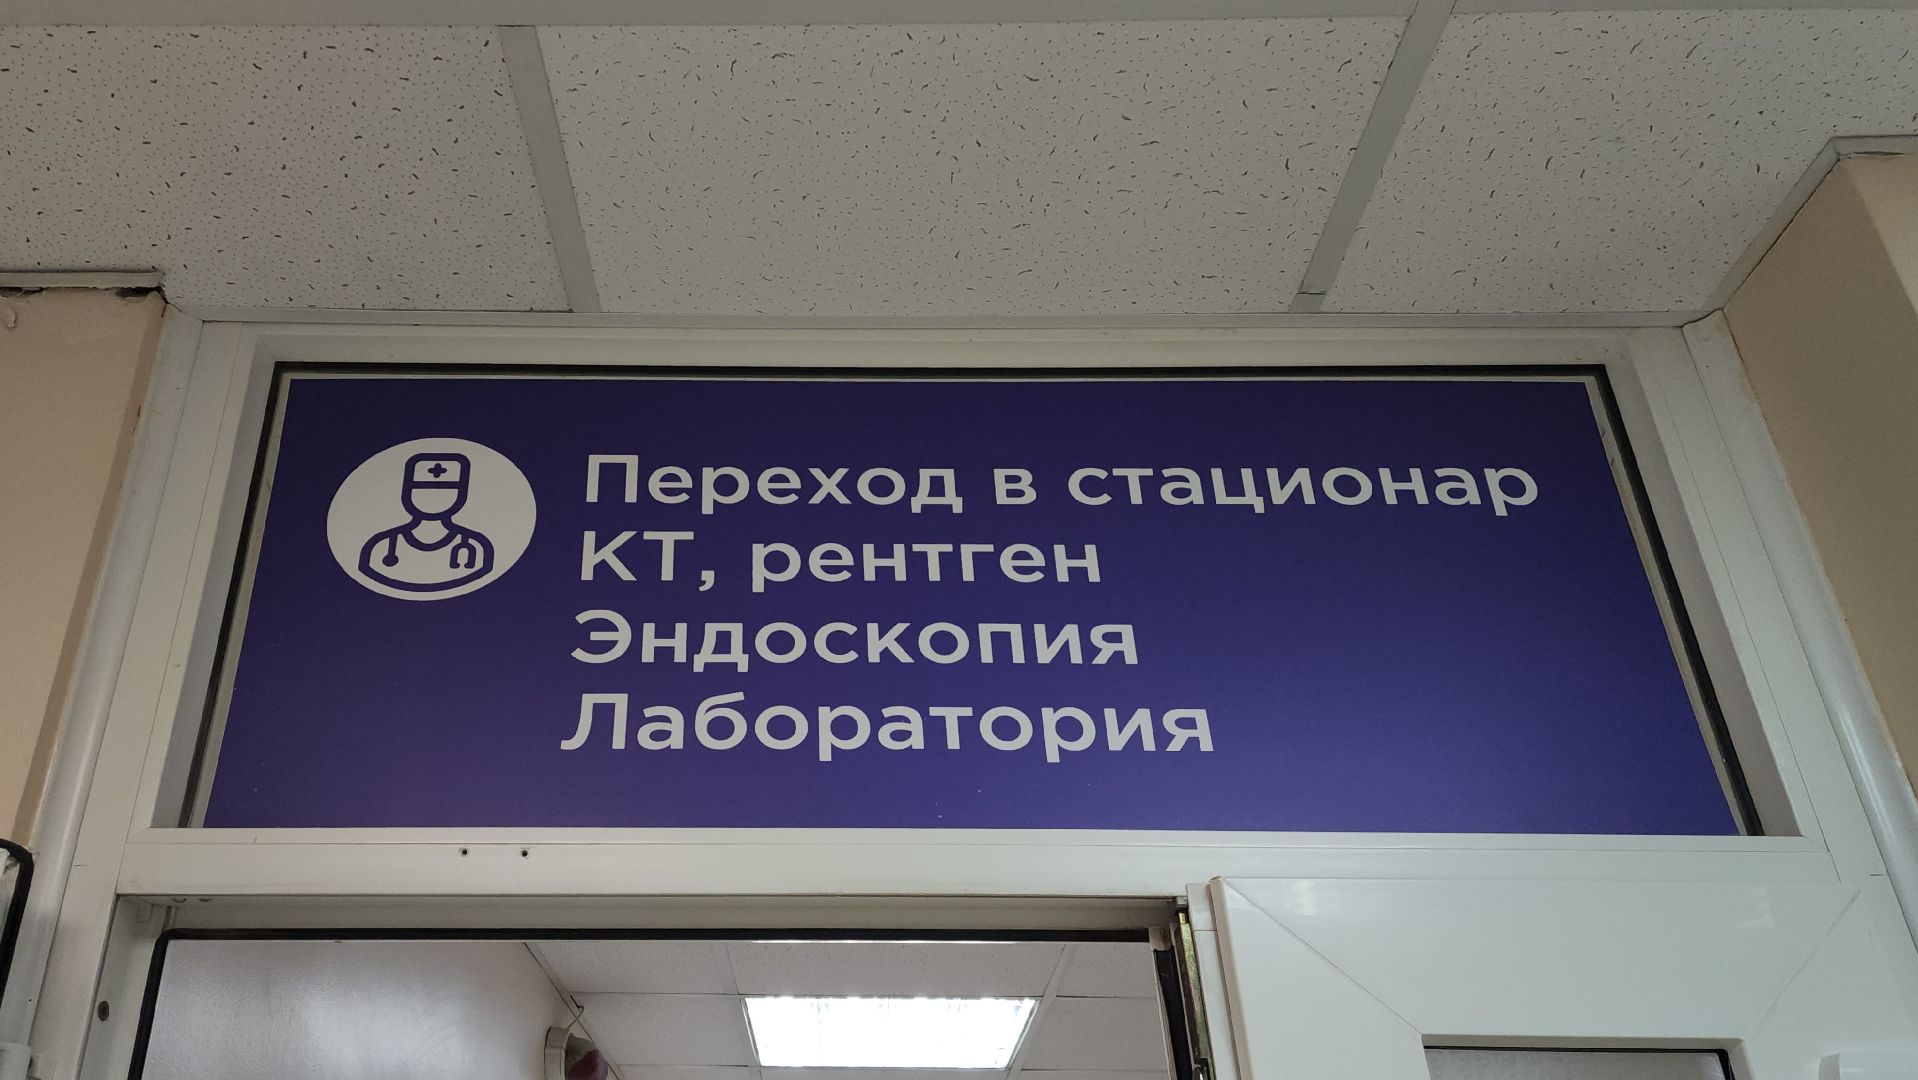 Переход в стационар
КТ, рентген
Эндоскопия
Лаборатория